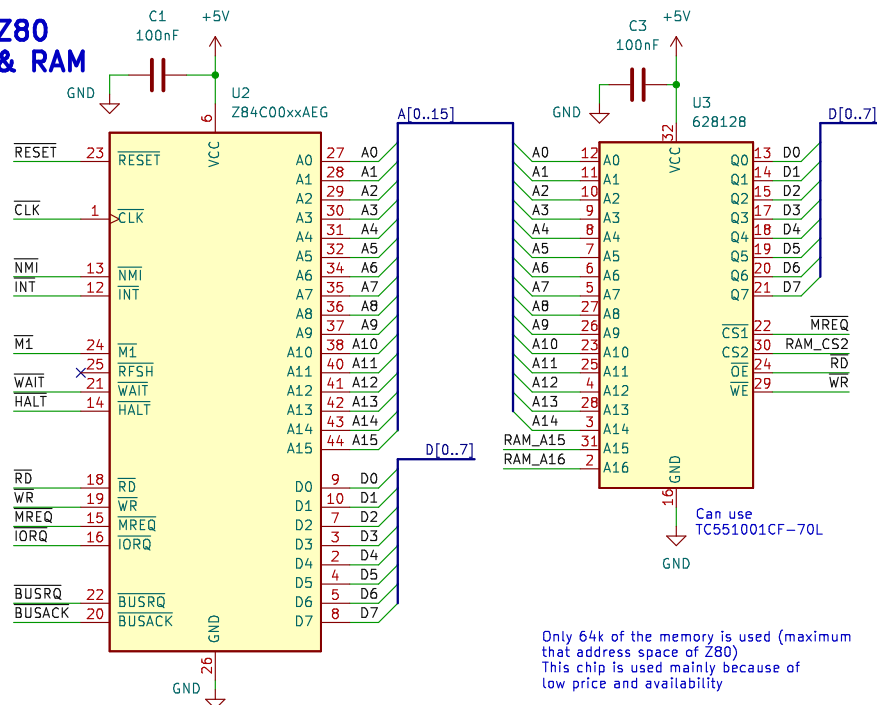 Z80
& RAM
C1
100nF
+5V
GND
U2
Z84C00xxAEG
6
VCC
RESET 23 RESET
CLK 1 CLK
NMI 13 NMI
INT 12 INT
M1 24 M1
25 RFSH
WAIT 21 WAIT
HALT 14 HALT
RD 18 RD
WR 19 WR
MREQ 15 MREQ
IORQ 16 IORQ
BUSRQ 22 BUSRQ
BUSACK 20 BUSACK
A0 27 A0
A1 28 A1
A2 29 A2
A3 30 A3
A4 31 A4
A5 32 A5
A6 34 A6
A7 35 A7
A8 36 A8
A9 37 A9
A10 38 A10
A11 40 A11
A12 41 A12
A13 42 A13
A14 43 A14
A15 44 A15
D0 9 D0
D1 10 D1
D2 7 D2
D3 3 D3
D4 2 D4
D5 4 D5
D6 5 D6
D7 8 D7
GND
26
GND
A[0..15]
D[0..7]
C3
100nF
+5V
GND
U3
628128
32
VCC
A0 12 A0
A1 11 A1
A2 10 A2
A3 9 A3
A4 8 A4
A5 7 A5
A6 6 A6
A7 5 A7
A8 27 A8
A9 26 A9
A10 23 A10
A11 25 A11
A12 4 A12
A13 28 A13
A14 3 A14
RAM_A15 31 A15
RAM_A16 2 A16
Q0 13 D0
Q1 14 D1
Q2 15 D2
Q3 17 D3
Q4 18 D4
Q5 19 D5
Q6 20 D6
Q7 21 D7
D[0..7]
CS1 22 MREQ
CS2 30 RAM_CS2
OE 24 RD
WE 29 WR
GND
16
GND
Can use
TC551001CF-70L
Only 64k of the memory is used (maximum
that address space of Z80)
This chip is used mainly because of
low price and availability